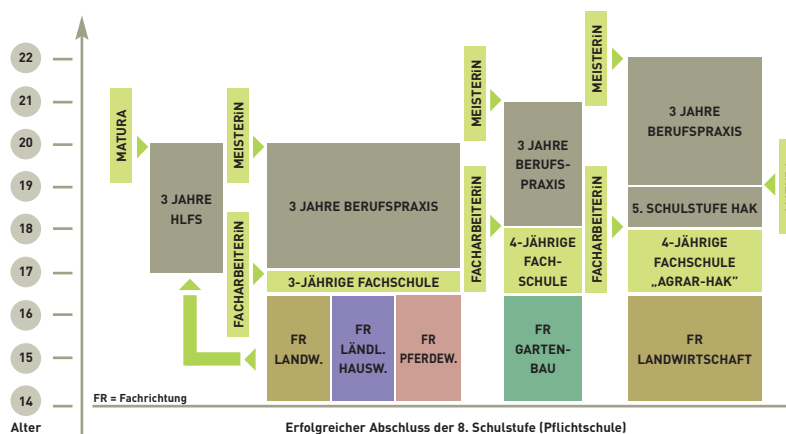 22
21
20
19
18
17
16
15
14
Alter
MATURA
3 JAHRE
HLFS
MEISTERiN
FACHARBEITERiN
3 JAHRE BERUFSPRAXIS
3-JÄHRIGE FACHSCHULE
FR
LANDW.
FR
LÄNDL.
HAUSW.
FR
PFERDEW.
MEISTERiN
FACHARBEITERiN
3 JAHRE
BERUFS-
PRAXIS
4-JÄHRIGE
FACH-
SCHULE
FR
GARTEN-
BAU
MEISTERiN
FACHARBEITERiN
3 JAHRE
BERUFSPRAXIS
5. SCHULSTUFE HAK
4-JÄHRIGE
FACHSCHULE
„AGRAR-HAK”
FR
LANDWIRTSCHAFT
FR = Fachrichtung
Erfolgreicher Abschluss der 8. Schulstufe (Pflichtschule)